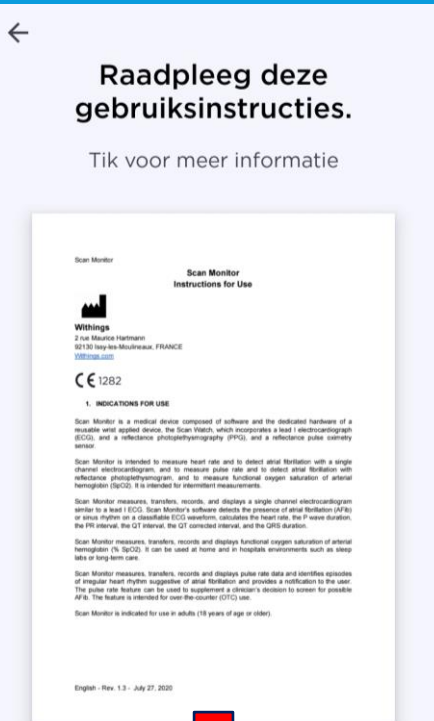 Raadpleeg deze
gebruiksinstructies.
Tik voor meer informatie
Scan Monitor
Scan Monitor
Instructions for Use
Withings
2 rue Maurice Hartmann
92130 Issy-les-Moulineaux, FRANCE
Withings.com
CE 1282
1. INDICATIONS FOR USE
Scan Monitor is a medical device composed of software and the dedicated hardware of a
reusable wrist applied device, the Scan Watch, which incorporates a lead I electrocardiograph
(ECG), and a reflectance photoplethysmography (PPG), and a reflectance pulse oximetry
sensor.
Scan Monitor is intended to measure heart rate and to detect atrial fibrillation with a single
channel electrocardiogram, and to measure pulse rate and to detect atrial fibrillation with
reflectance photoplethysmogram, and to measure functional oxygen saturation of arterial
hemoglobin (SpO2). It is intended for intermittent measurements.
Scan Monitor measures, transfers, records, and displays a single channel electrocardiogram
similar to a lead I ECG. Scan Monitor's software detects the presence of atrial fibrillation (AFib)
or sinus rhythm on a classifiable ECG waveform, calculates the heart rate, the P wave duration,
the PR interval, the QT interval, the QT corrected interval, and the QRS duration.
Scan Monitor measures, transfers, records and displays functional oxygen saturation of arterial
hemoglobin (% SpO2). It can be used at home and in hospitals environments such as sleep
labs or long-term care.
Scan Monitor measures, transfers, records and displays pulse rate data and identifies episodes
of irregular heart rhythm suggestive of atrial fibrillation and provides a notification to the user.
The pulse rate feature can be used to supplement a clinician's decision to screen for possible
AFib. The feature is intended for over-the-counter (OTC) use.
Scan Monitor is indicated for use in adults (18 years of age or older).
English - Rev. 1.3 - July 27, 2020